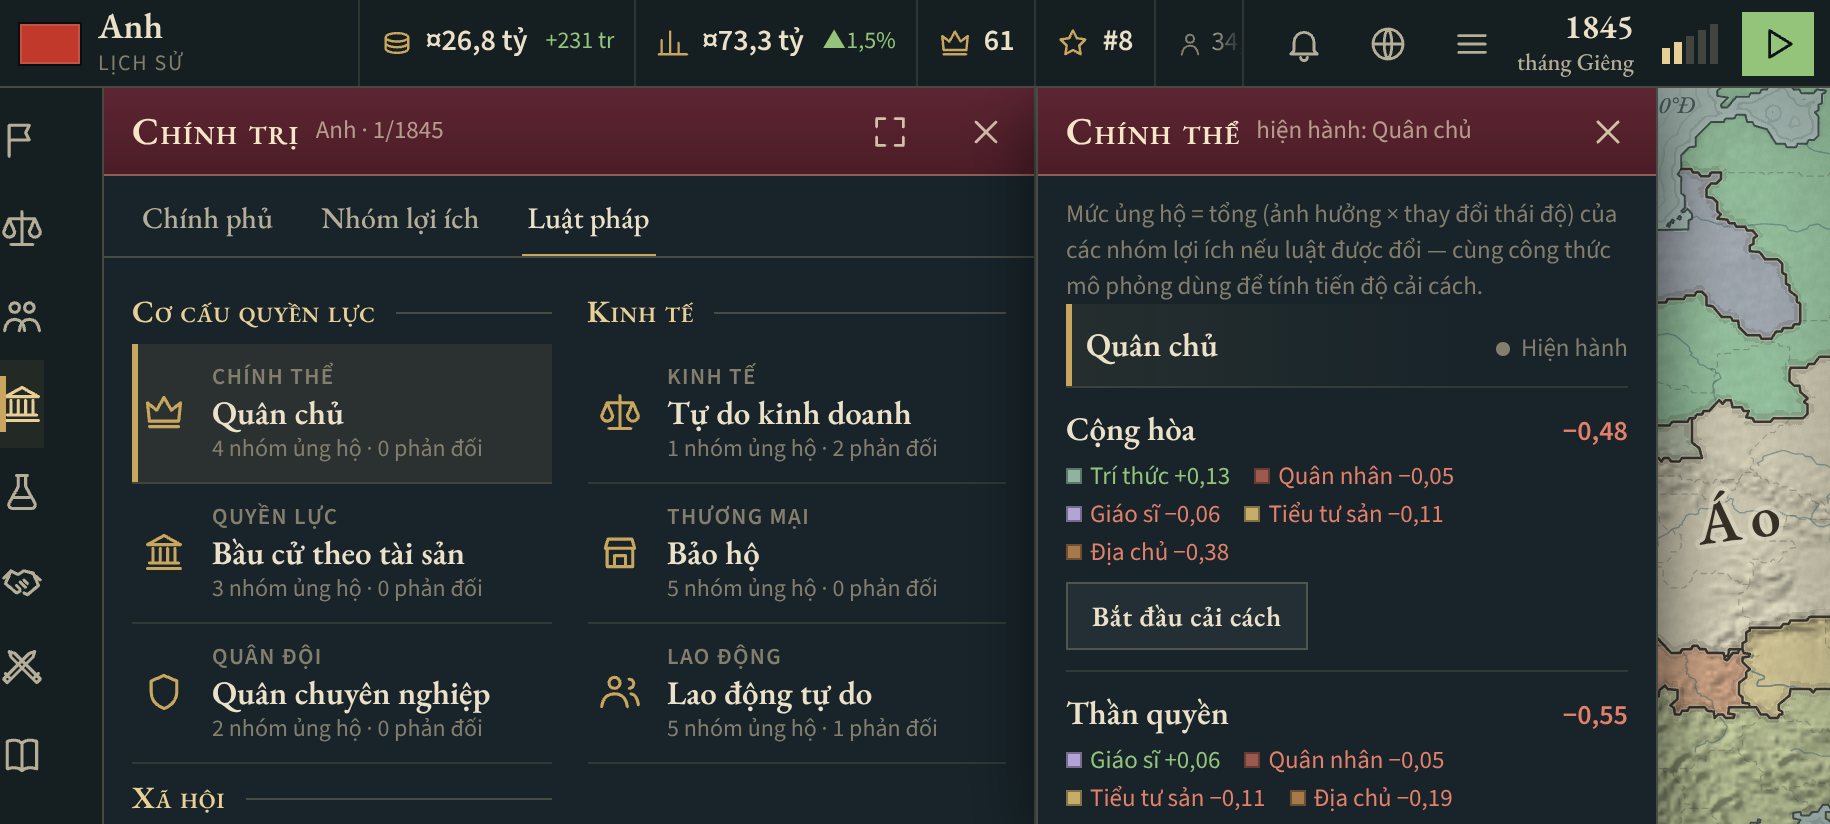 Anh
LỊCH SỬ
¤26,8 tỷ +231 tr
¤73,3 tỷ ▲1,5%
61
#8
34
1845
tháng Giêng
CHÍNH TRỊ Anh · 1/1845
Chính phủ Nhóm lợi ích Luật pháp
CƠ CẤU QUYỀN LỰC
CHÍNH THỂ
Quân chủ
4 nhóm ủng hộ · 0 phản đối
QUYỀN LỰC
Bầu cử theo tài sản
3 nhóm ủng hộ · 0 phản đối
QUÂN ĐỘI
Quân chuyên nghiệp
2 nhóm ủng hộ · 0 phản đối
XÃ HỘI
KINH TẾ
KINH TẾ
Tự do kinh doanh
1 nhóm ủng hộ · 2 phản đối
THƯƠNG MẠI
Bảo hộ
5 nhóm ủng hộ · 0 phản đối
LAO ĐỘNG
Lao động tự do
5 nhóm ủng hộ · 1 phản đối
CHÍNH THỂ hiện hành: Quân chủ
Mức ủng hộ = tổng (ảnh hưởng × thay đổi thái độ) của
các nhóm lợi ích nếu luật được đổi — cùng công thức
mô phỏng dùng để tính tiến độ cải cách.
Quân chủ Hiện hành
Cộng hòa −0,48
Trí thức +0,13 Quân nhân −0,05
Giáo sĩ −0,06 Tiểu tư sản −0,11
Địa chủ −0,38
Bắt đầu cải cách
Thần quyền −0,55
Giáo sĩ +0,06 Quân nhân −0,05
Tiểu tư sản −0,11 Địa chủ −0,19
0°Đ
Áo